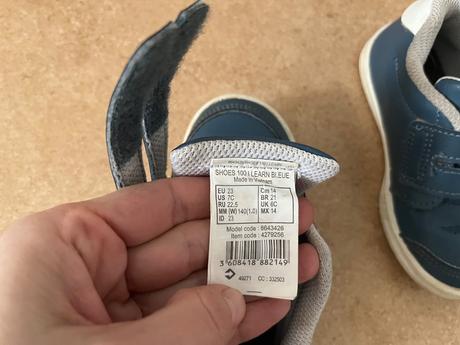 SHOES 100 I LEARN BLEUE
Made in Vietnam
EU 23 Cm 14
US 7C BR 21
RU 22,5 UK 6C
MM (W) 140(1.0) MX 14
ID 23
Model code : 8643426
Item code : 4279256
3 608418 882149
49271 CC : 332503